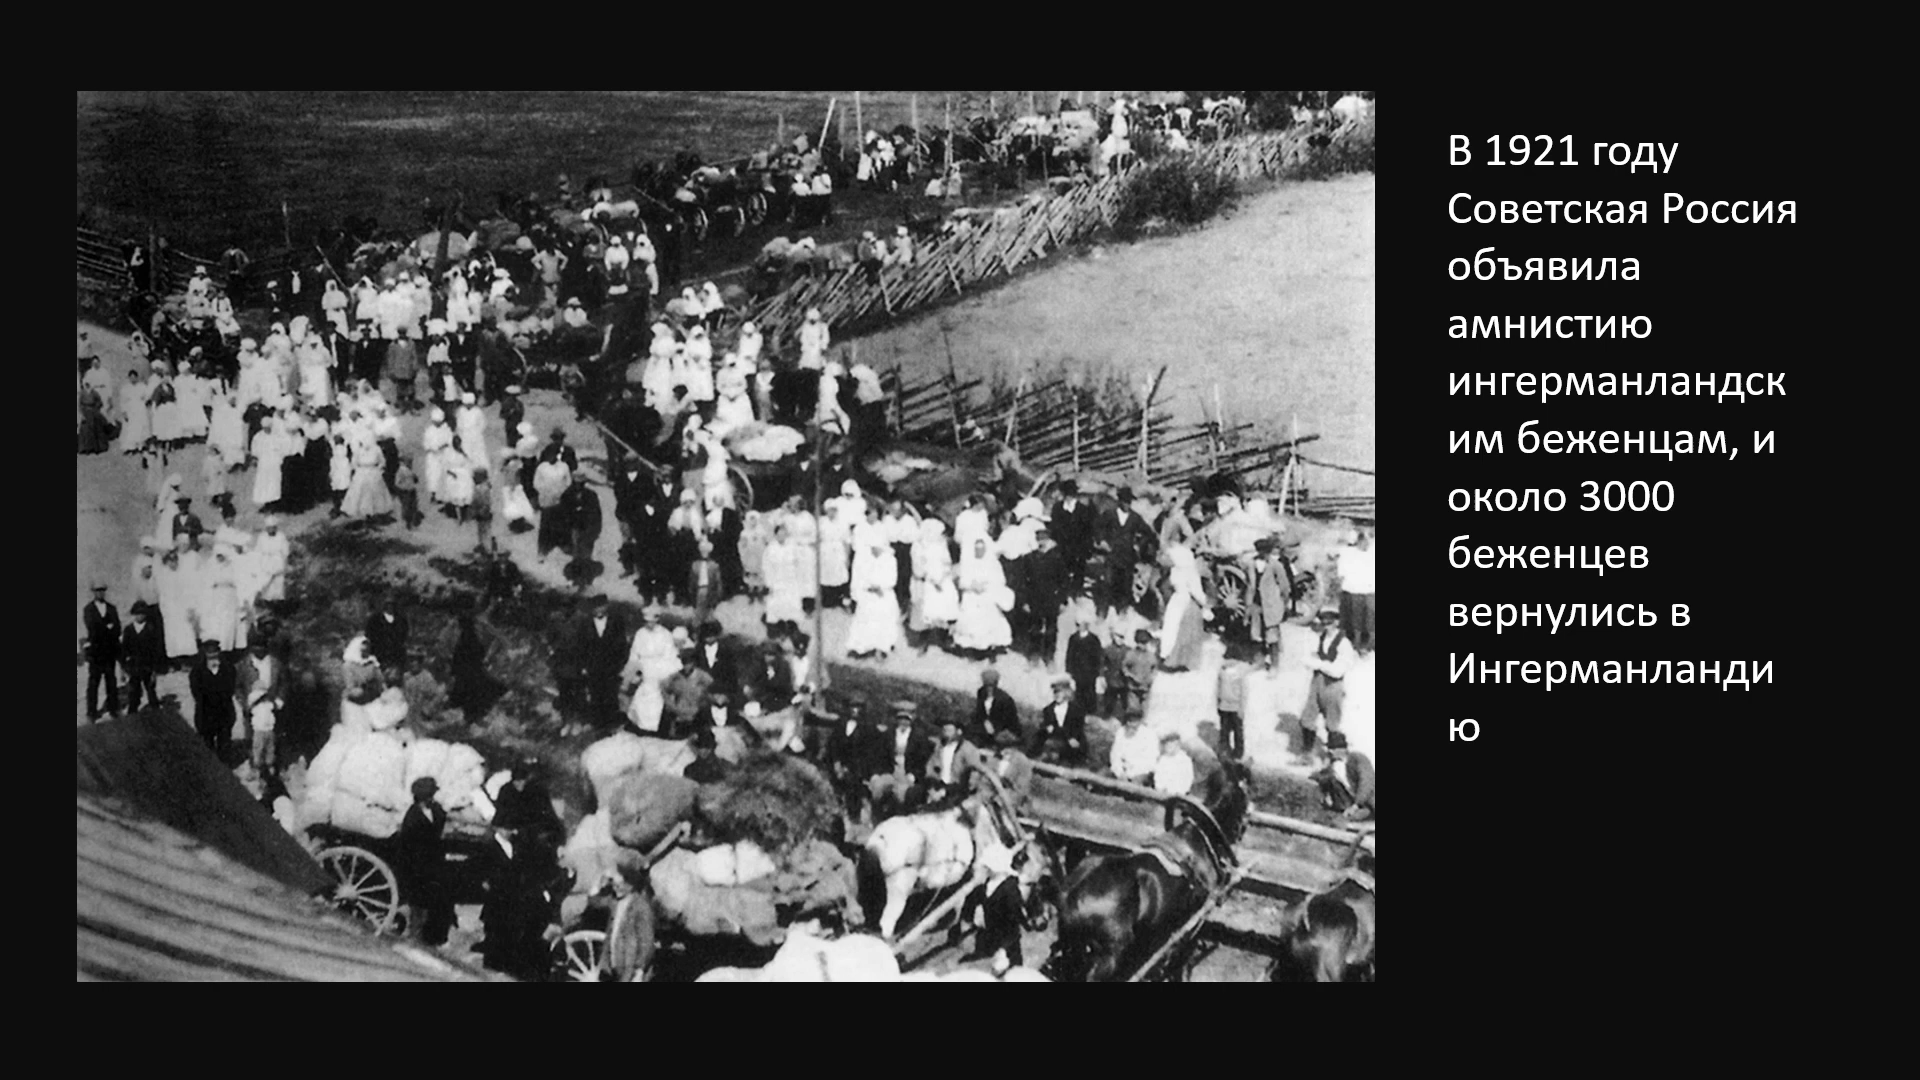 В 1921 году
Советская Россия
объявила
амнистию
ингерманландск
им беженцам, и
около 3000
беженцев
вернулись в
Ингерманланди
ю